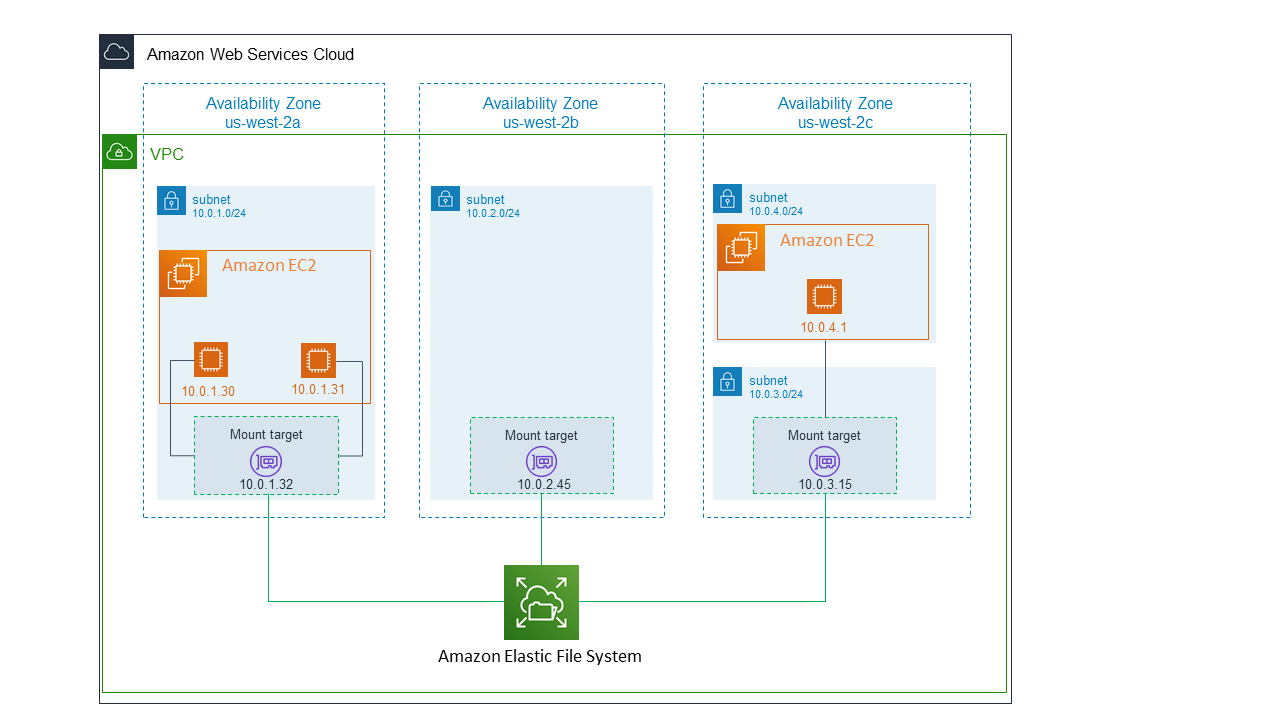 Amazon Web Services Cloud
Availability Zone
us-west-2a
Availability Zone
us-west-2b
Availability Zone
us-west-2c
VPC
subnet
10.0.1.0/24
Amazon EC2
10.0.1.30
10.0.1.31
Mount target
10.0.1.32
subnet
10.0.2.0/24
Mount target
10.0.2.45
subnet
10.0.4.0/24
Amazon EC2
10.0.4.1
subnet
10.0.3.0/24
Mount target
10.0.3.15
Amazon Elastic File System